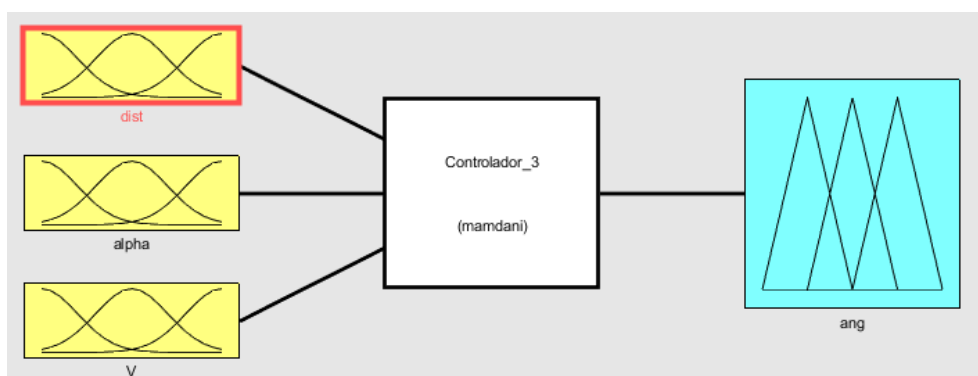 dist
alpha
V
Controlador_3
(mamdani)
ang